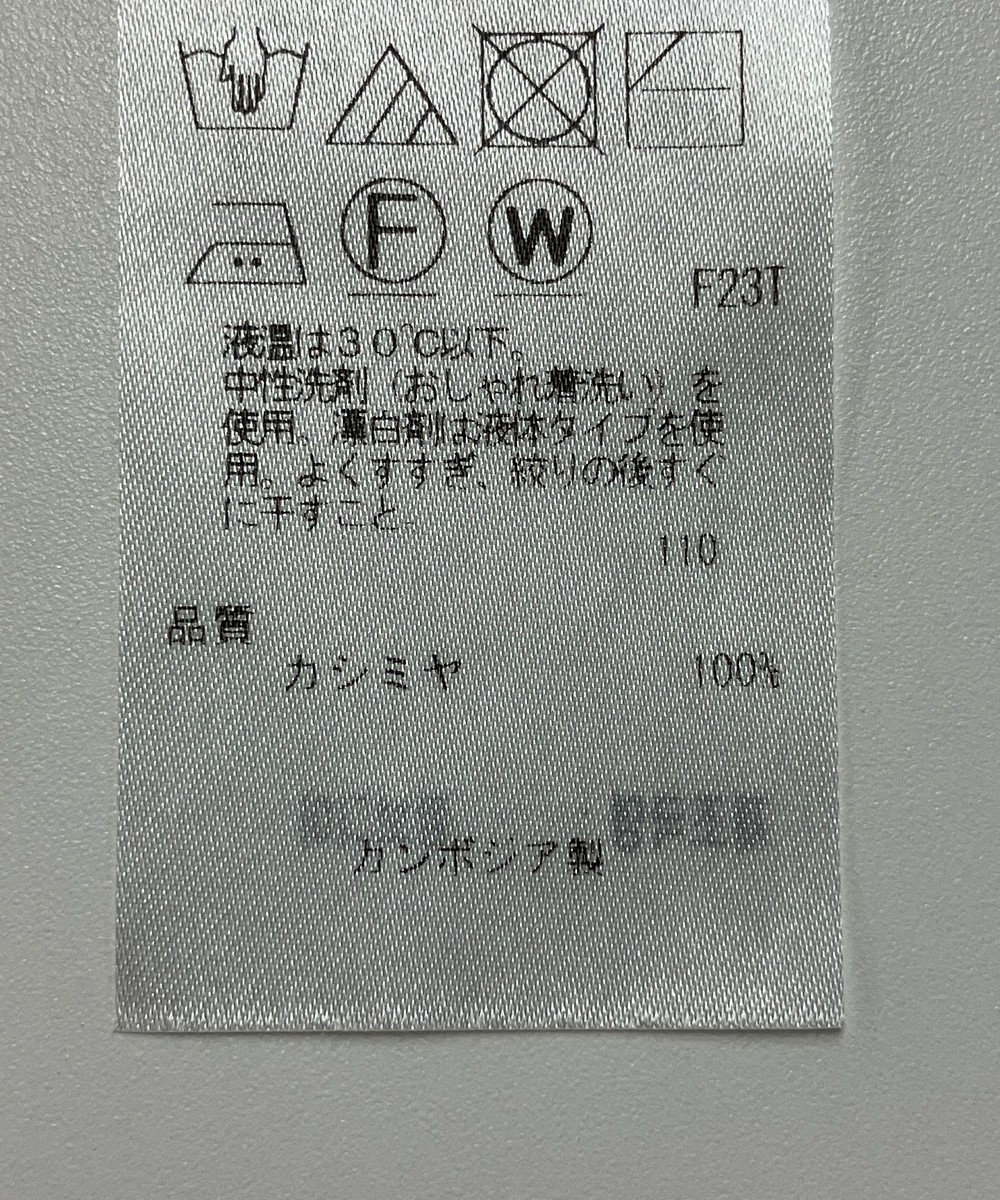 F
W
F23T
液温は30℃以下。
中性洗剤（おしゃれ着洗い）を
使用、漂白剤は液体タイプを使
用。よくすすぎ、絞りの後すぐ
に干すこと。
110
品質
カシミヤ 100%
カンボジア製